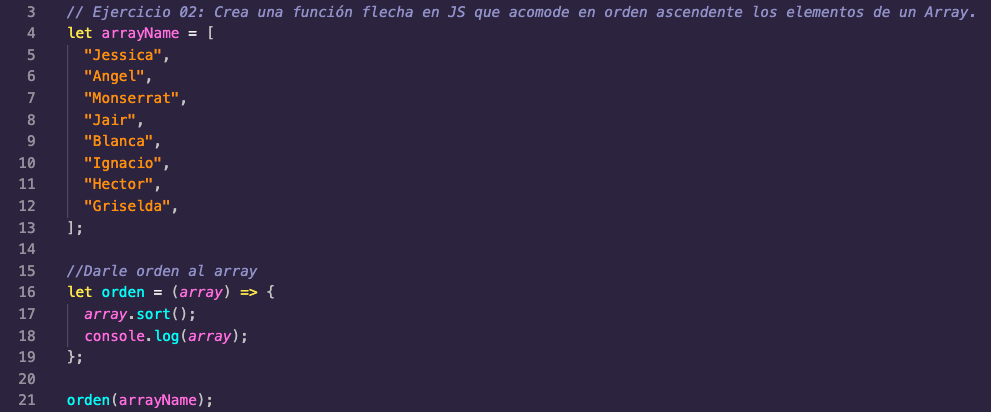 3 // Ejercicio 02: Crea una función flecha en JS que acomode en orden ascendente los elementos de un Array.
4 let arrayName = [
5 "Jessica",
6 "Angel",
7 "Monserrat",
8 "Jair",
9 "Blanca",
10 "Ignacio",
11 "Hector",
12 "Griselda",
13 ];
14
15 //Darle orden al array
16 let orden = (array) => {
17 array.sort();
18 console.log(array);
19 };
20
21 orden(arrayName);